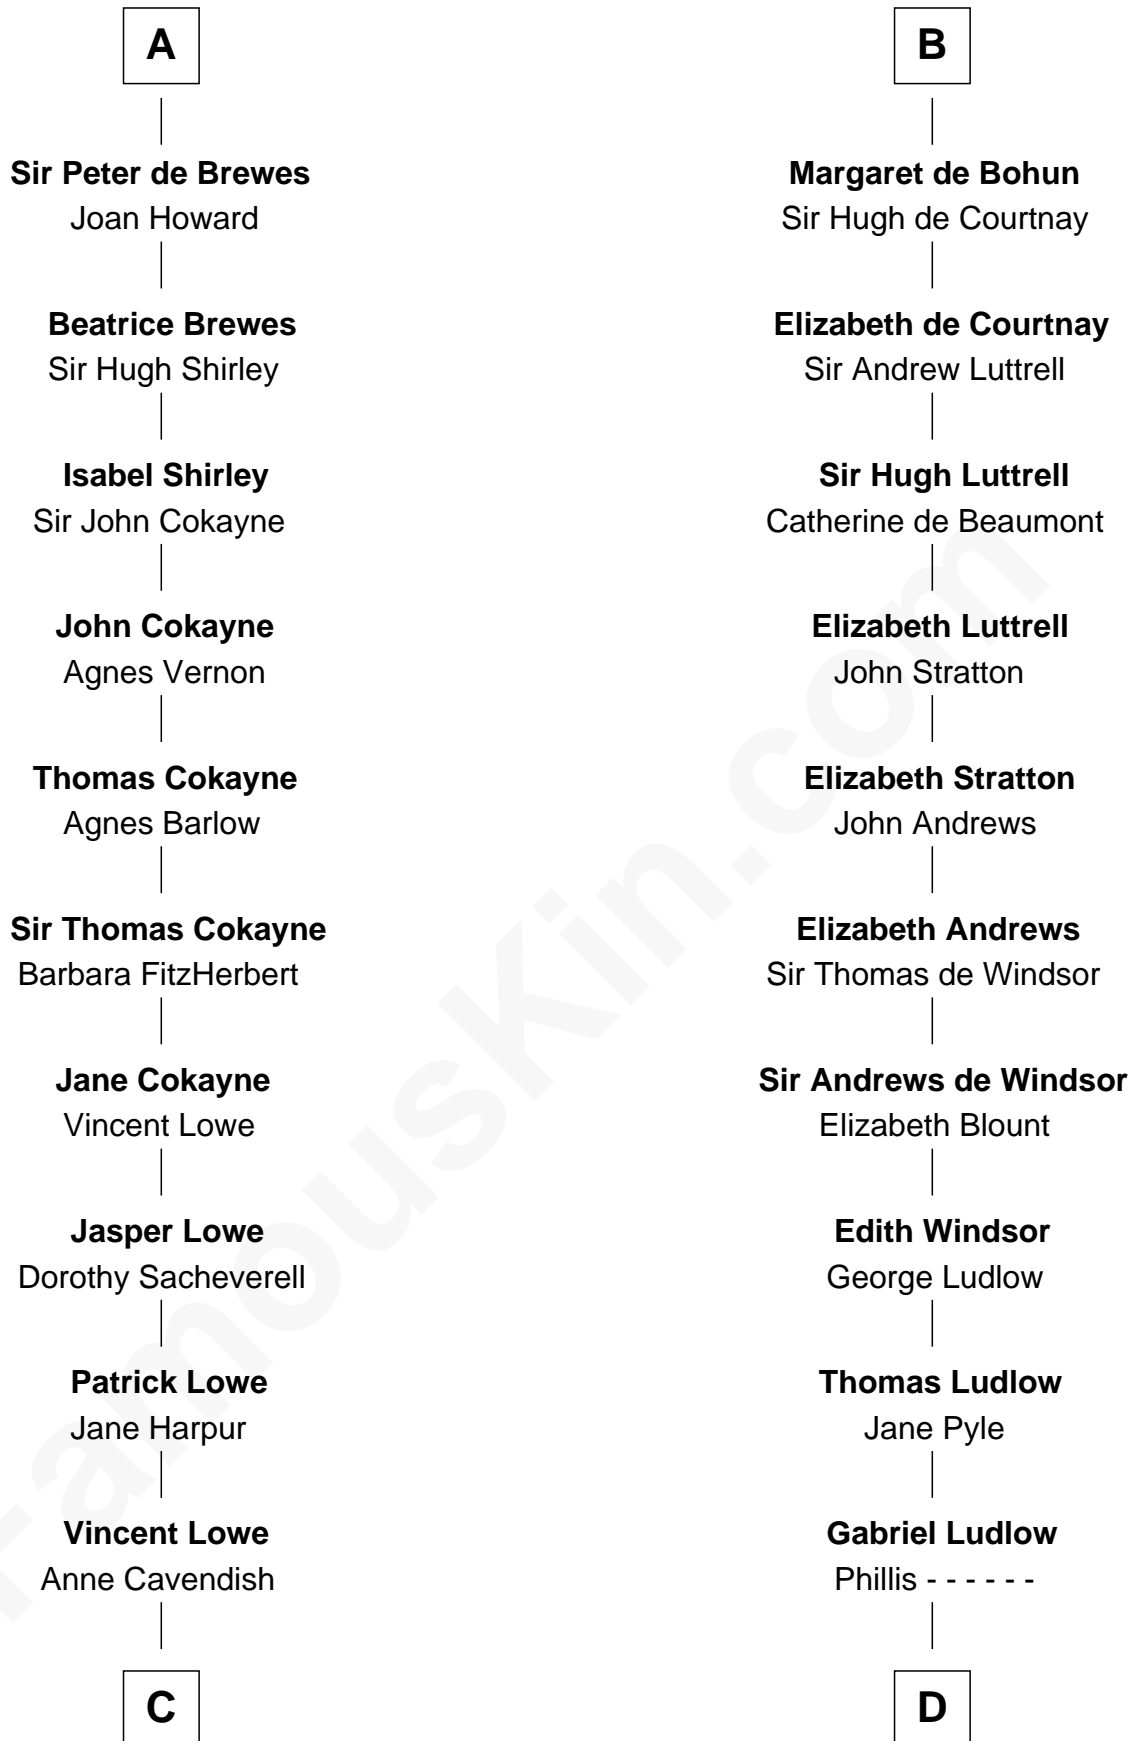 A
Sir Peter de Brewes
Joan Howard
Beatrice Brewes
Sir Hugh Shirley
Isabel Shirley
Sir John Cokayne
John Cokayne
Agnes Vernon
Thomas Cokayne
Agnes Barlow
Sir Thomas Cokayne
Barbara FitzHerbert
Jane Cokayne
Vincent Lowe
Jasper Lowe
Dorothy Sacheverell
Patrick Lowe
Jane Harpur
Vincent Lowe
Anne Cavendish
C
B
Margaret de Bohun
Sir Hugh de Courtnay
Elizabeth de Courtnay
Sir Andrew Luttrell
Sir Hugh Luttrell
Catherine de Beaumont
Elizabeth Luttrell
John Stratton
Elizabeth Stratton
John Andrews
Elizabeth Andrews
Sir Thomas de Windsor
Sir Andrews de Windsor
Elizabeth Blount
Edith Windsor
George Ludlow
Thomas Ludlow
Jane Pyle
Gabriel Ludlow
Phillis - - - - - -
D
FamousKin.com